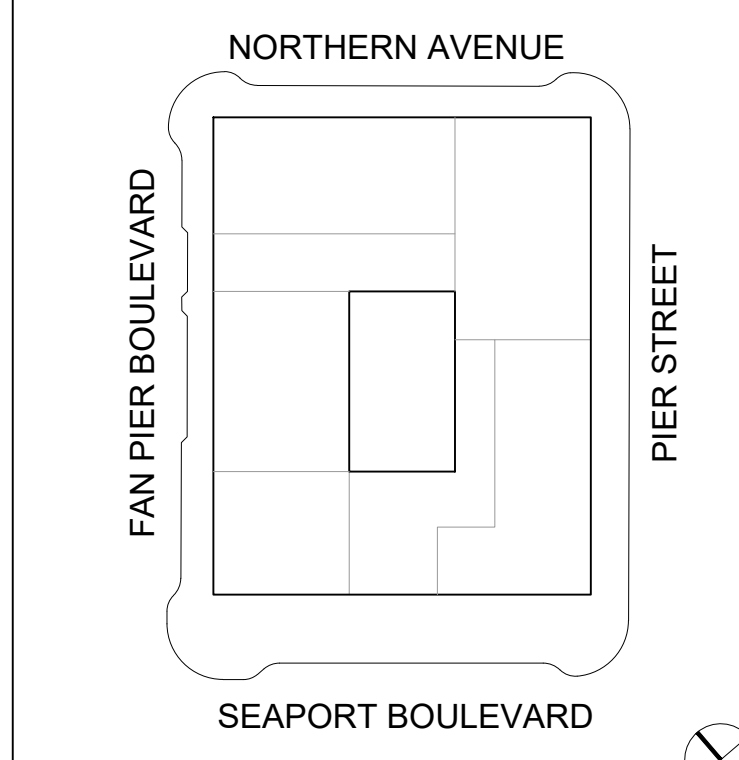 NORTHERN AVENUE
FAN PIER BOULEVARD
PIER STREET
SEAPORT BOULEVARD